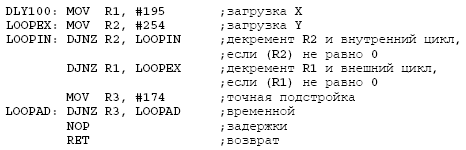 DLY100: MOV R1, #195 ;загрузка X
LOOPEX: MOV R2, #254 ;загрузка Y
LOOPIN: DJNZ R2, LOOPIN ;декремент R2 и внутренний цикл,
;если (R2) не равно 0
DJNZ R1, LOOPEX ;декремент R1 и внешний цикл,
;если (R1) не равно 0
MOV R3, #174 ;точная подстройка
LOOPAD: DJNZ R3, LOOPAD ;временной
NOP ;задержки
RET ;возврат